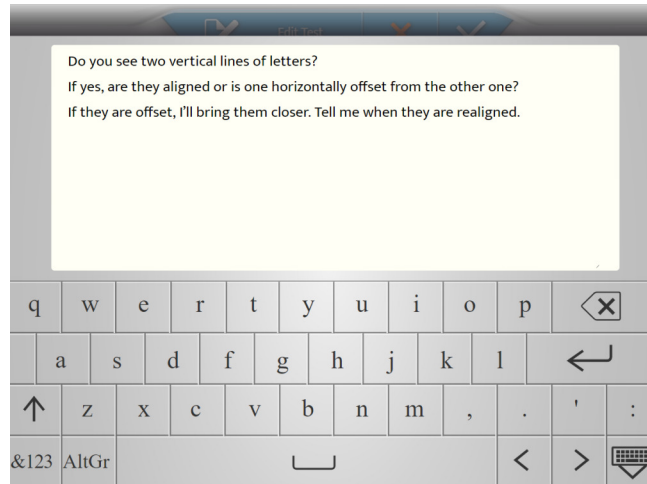 Edit Test
Do you see two vertical lines of letters?
If yes, are they aligned or is one horizontally offset from the other one?
If they are offset, I'll bring them closer. Tell me when they are realigned.
q w e r t y u i o p
a s d f g h j k l
z x c v b n m , . ' :
&123 AltGr < >